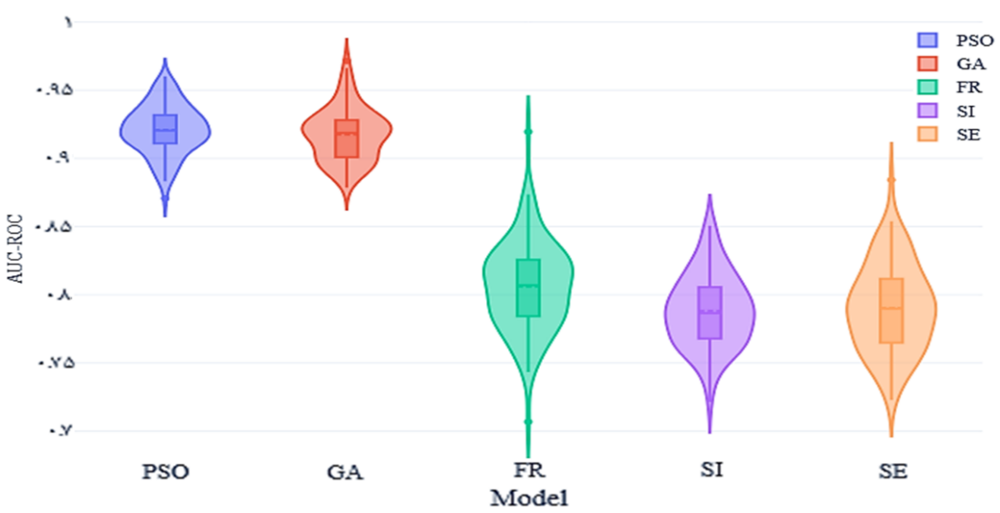 ۱
۰.۹۵
۰.۹
۰.۸۵
۰.۸
۰.۷۵
۰.۷
AUC-ROC
PSO
GA
FR
SI
SE
Model
PSO
GA
FR
SI
SE